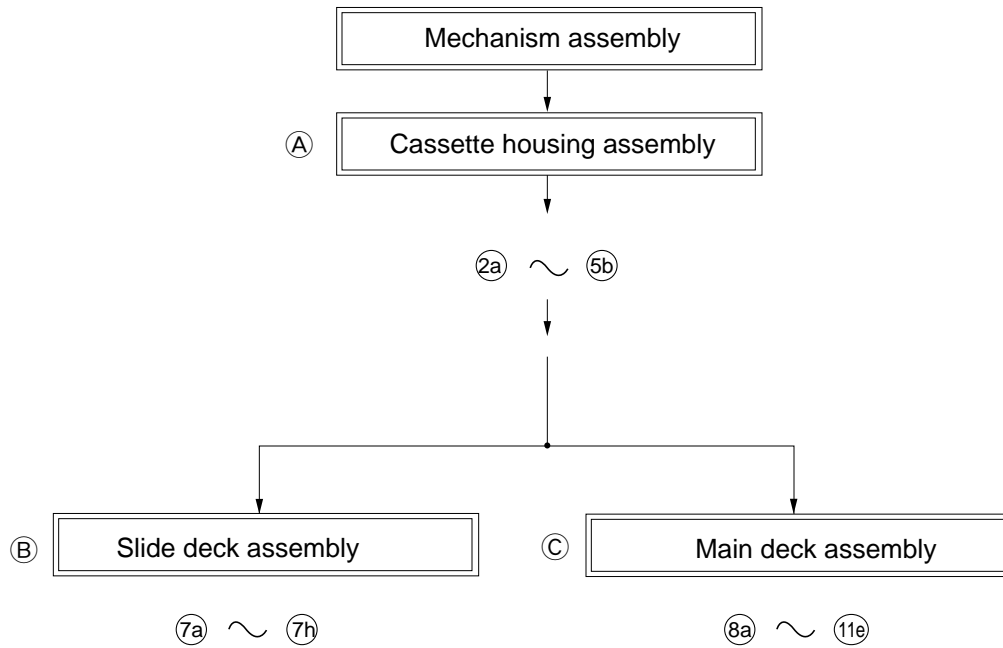 Mechanism assembly
Ⓐ Cassette housing assembly
2a ~ 5b
Ⓑ Slide deck assembly
Ⓒ Main deck assembly
7a ~ 7h
8a ~ 11e